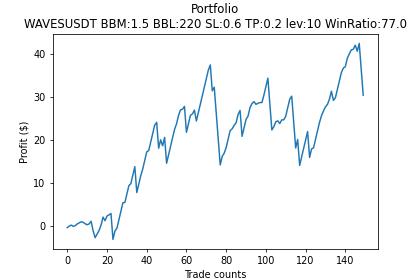 Portfolio
WAVESUSDT BBM:1.5 BBL:220 SL:0.6 TP:0.2 lev:10 WinRatio:77.0
40
30
20
10
0
Profit ($)
0 20 40 60 80 100 120 140
Trade counts